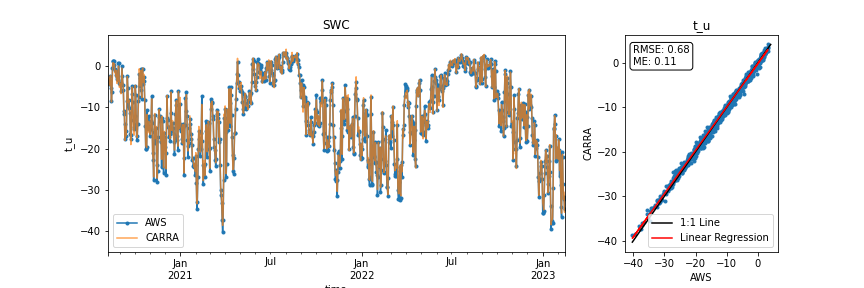 SWC
t_u
0
−10
−20
−30
−40
t_u
AWS
CARRA
Jan
2021
Jul
Jan
2022
Jul
Jan
2023
time
RMSE: 0.68
ME: 0.11
0
−10
−20
−30
−40
CARRA
1:1 Line
Linear Regression
−40
−30
−20
−10
0
AWS